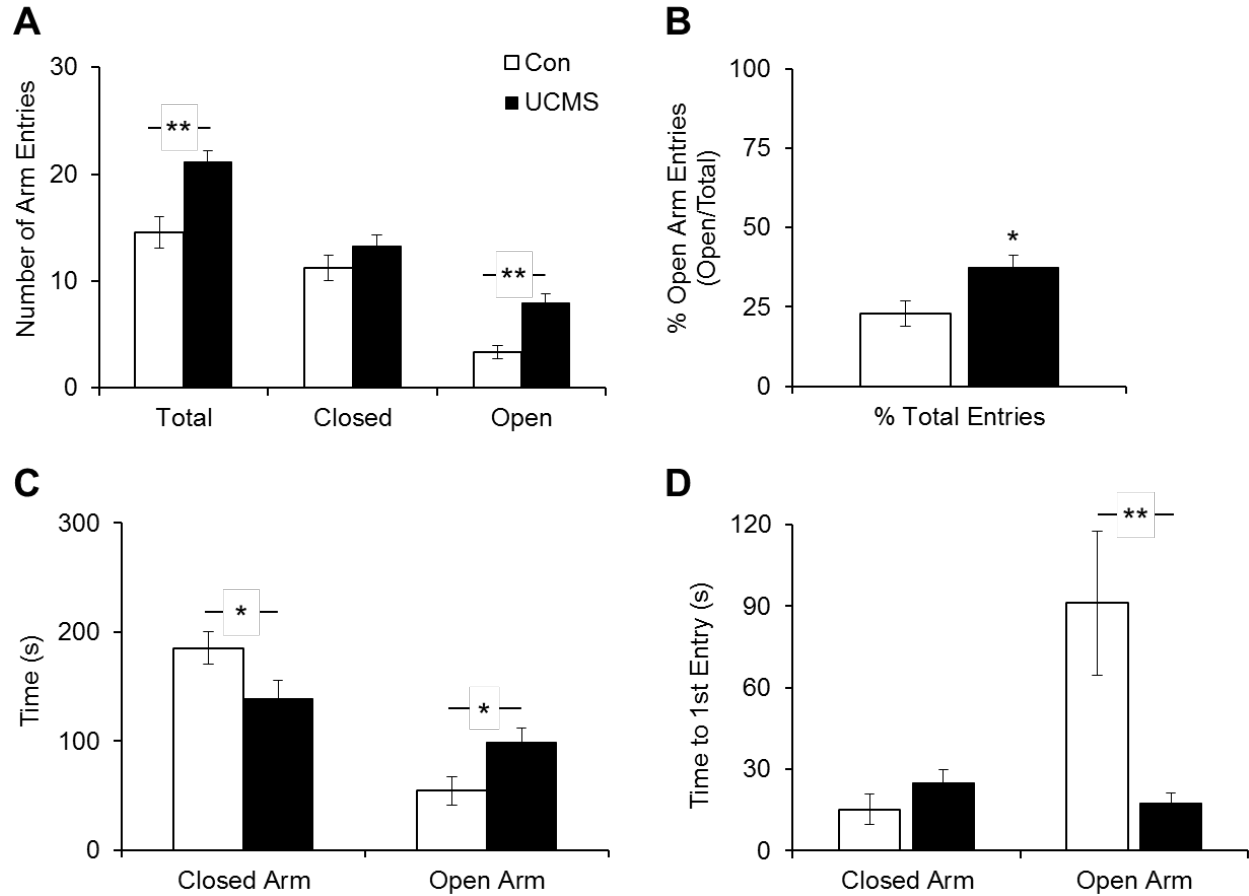 A
Number of Arm Entries
30
20
10
0
Con
UCMS
**
**
Total Closed Open
B
% Open Arm Entries
(Open/Total)
100
75
50
25
0
*
% Total Entries
C
Time (s)
300
200
100
0
*
*
Closed Arm Open Arm
D
Time to 1st Entry (s)
120
90
60
30
0
**
Closed Arm Open Arm